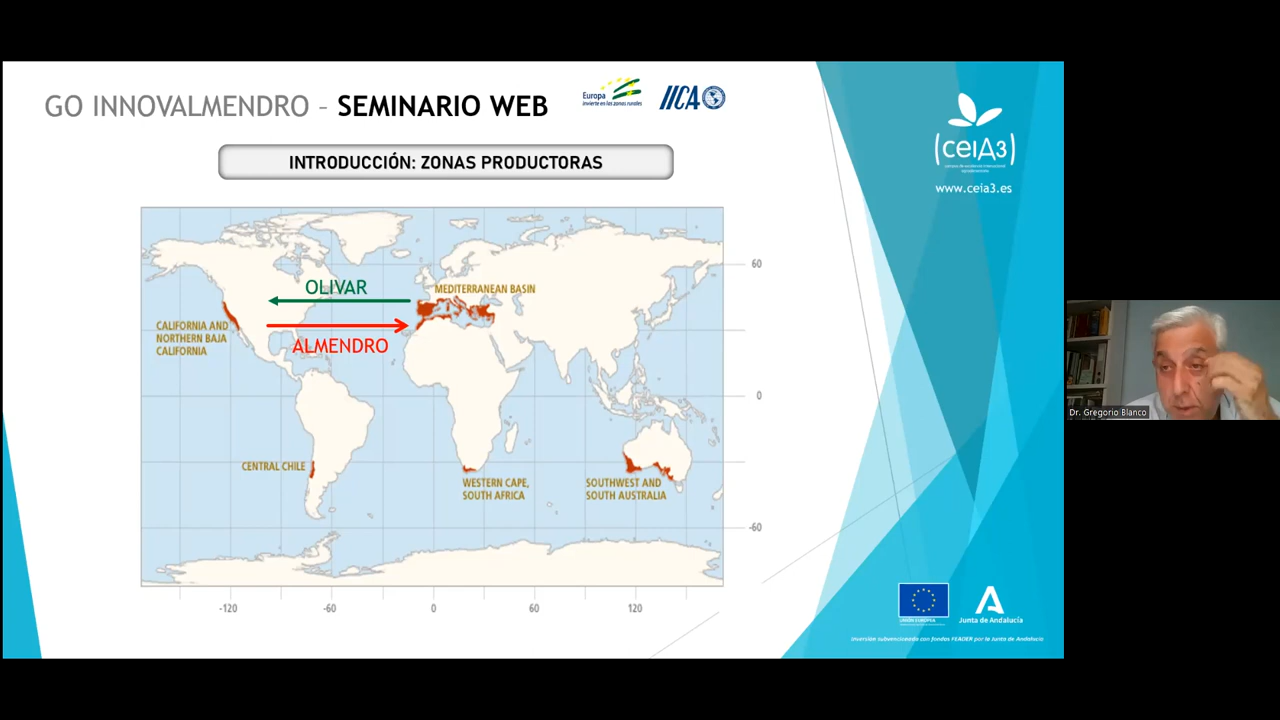 GO INNOVALMENDRO - SEMINARIO WEB
Europa
invierte en las zonas rurales
IICA
INTRODUCCIÓN: ZONAS PRODUCTORAS
(ceiA3)
www.ceia3.es
60
OLIVAR
MEDITERRANEAN BASIN
CALIFORNIA AND
NORTHERN BAJA
CALIFORNIA
ALMENDRO
0
CENTRAL CHILE
WESTERN CAPE,
SOUTH AFRICA
SOUTHWEST AND
SOUTH AUSTRALIA
-60
-120
-60
0
60
120
UNIÓN EUROPEA
Junta de Andalucía
Inversión subvencionada con fondos FEADER por la Junta de Andalucía
Dr. Gregorio Blanco